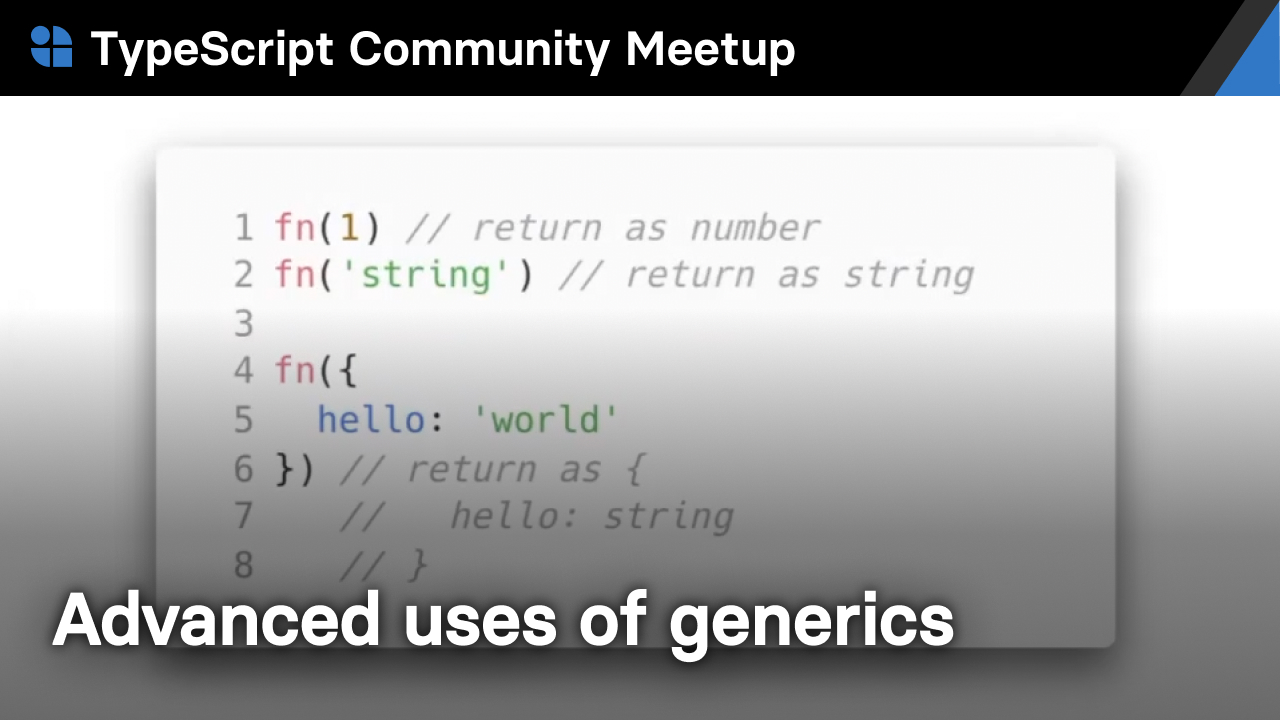 TypeScript Community Meetup
1 fn(1) // return as number
2 fn('string') // return as string
3
4 fn({
5   hello: 'world'
6 }) // return as {
7    //   hello: string
8    // }
Advanced uses of generics